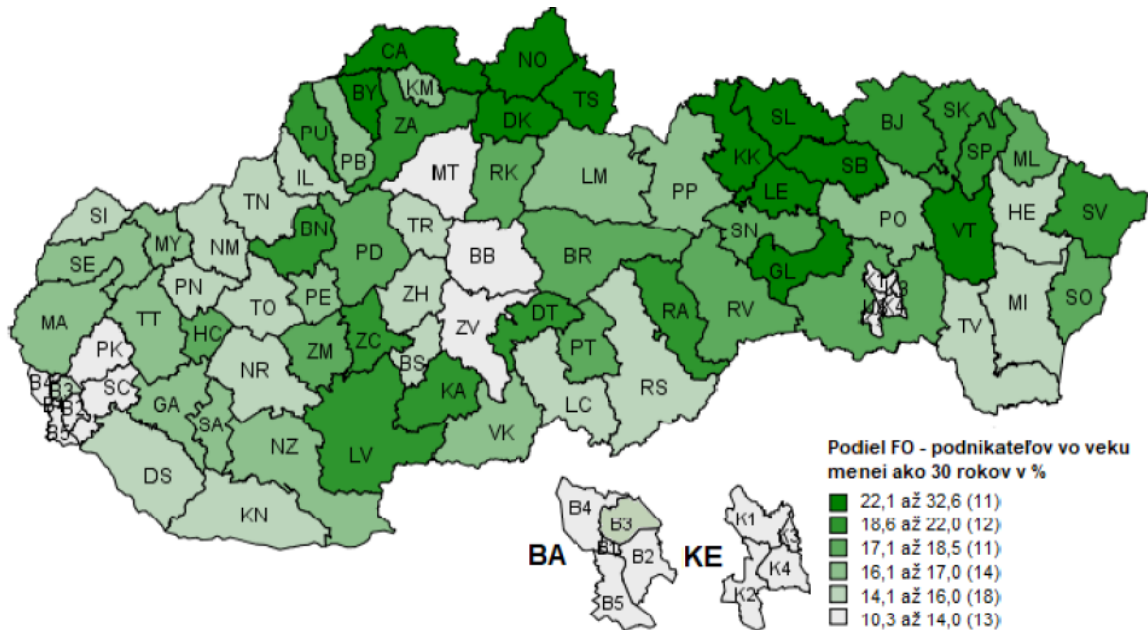 CA
NO
TS
BY
KM
DK
PU
ZA
PB
SL
BJ
SK
KK
SP
ML
SB
LE
IL
MT
RK
LM
PP
TN
SI
TR
PO
HE
SV
VT
BN
MY
NM
SN
PD
BB
BR
SE
GL
PN
PE
ZH
TO
RA
RV
MI
SO
MA
TT
ZV
DT
TV
HC
ZM
ZC
PT
PK
BS
NR
RS
B4
B3
SC
KA
GA
LC
SA
B5
VK
NZ
LV
DS
KN
Podiel FO - podnikateľov vo veku
menei ako 30 rokov v %
22,1 až 32,6 (11)
18,6 až 22,0 (12)
17,1 až 18,5 (11)
16,1 až 17,0 (14)
14,1 až 16,0 (18)
10,3 až 14,0 (13)
BA
B4
B3
B1
B2
B5
KE
K1
K3
K4
K2